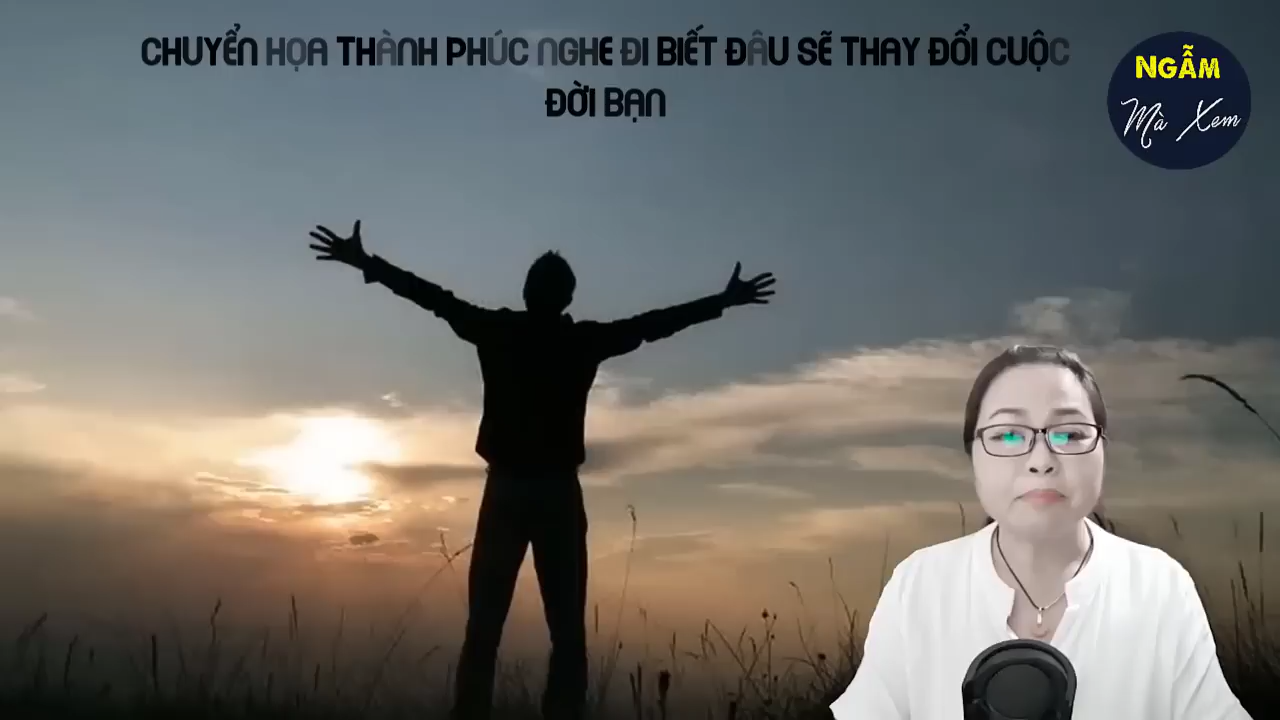 CHUYỂN HỌA THÀNH PHÚC NGHE ĐI BIẾT ĐÂU SẼ THAY ĐỔI CUỘC
ĐỜI BẠN
NGẪM
Mà Xem